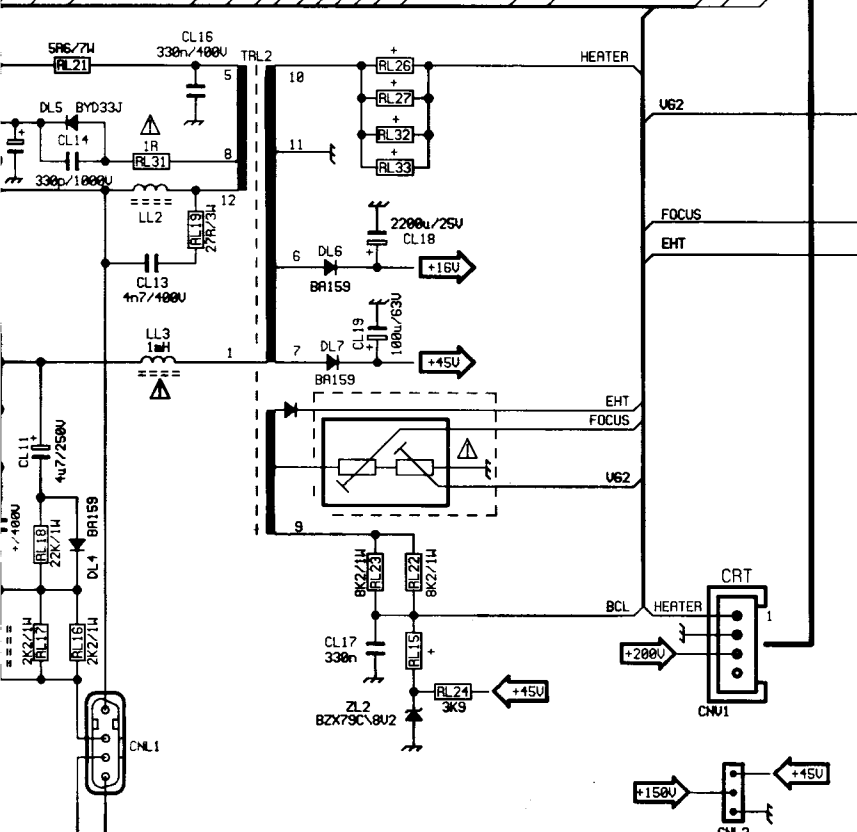 CL16
330n/400V
5R6/7W
RL21
TRL2
5
10
+
RL26
HEATER
+
RL27
VG2
DL5 BYD33J
+
CL14
1R
RL31
8
11
+
RL32
RL33
330p/1000V
12
LL2
RL19
27R/3W
FOCUS
EHT
2200u/25V
+
CL18
6
DL6
BA159
+16V
CL13
4n7/400V
CL19
100u/63V
+
LL3
1mH
1
7
DL7
BA159
+45V
EHT
FOCUS
CL11
+
4u7/250V
VG2
+/400V
RL18
22K/1W
DL4
BA159
9
8K2/1W
RL23
RL22
8K2/1W
BCL
HEATER
CRT
1
2K2/1W
RL17
RL16
2K2/1W
CL17
330n
RL15
+
+200V
RL24
3K9
+45V
ZL2
BZX79C\8V2
CNV1
CNL1
+150V
+45V